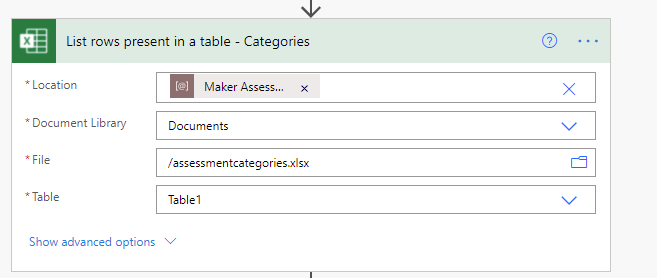 List rows present in a table - Categories
* Location
[@] Maker Assess... ×
* Document Library
Documents
* File
/assessmentcategories.xlsx
* Table
Table1
Show advanced options